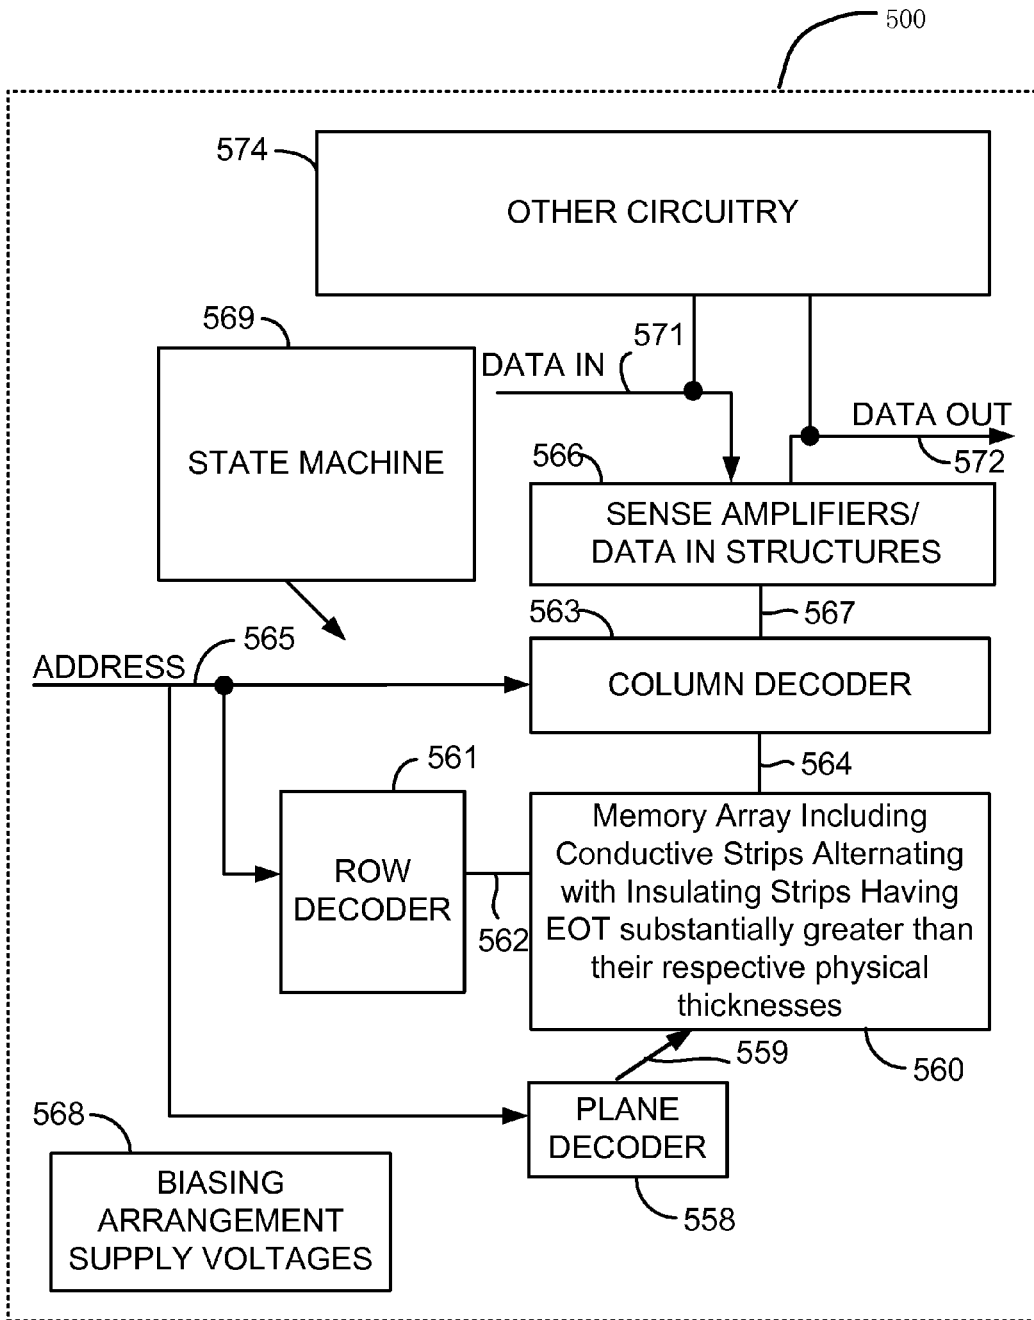 500
574
OTHER CIRCUITRY
569
571
DATA IN
DATA OUT
572
STATE MACHINE
566
SENSE AMPLIFIERS/
DATA IN STRUCTURES
563
567
565
ADDRESS
COLUMN DECODER
561
564
ROW
DECODER
562
Memory Array Including
Conductive Strips Alternating
with Insulating Strips Having
EOT substantially greater than
their respective physical
thicknesses
559
560
568
PLANE
DECODER
558
BIASING
ARRANGEMENT
SUPPLY VOLTAGES